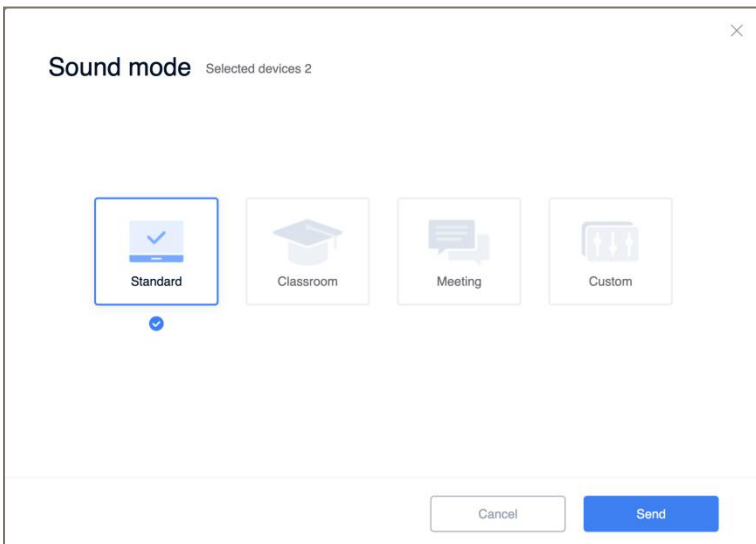 Sound mode Selected devices 2
Standard Classroom Meeting Custom
Cancel Send